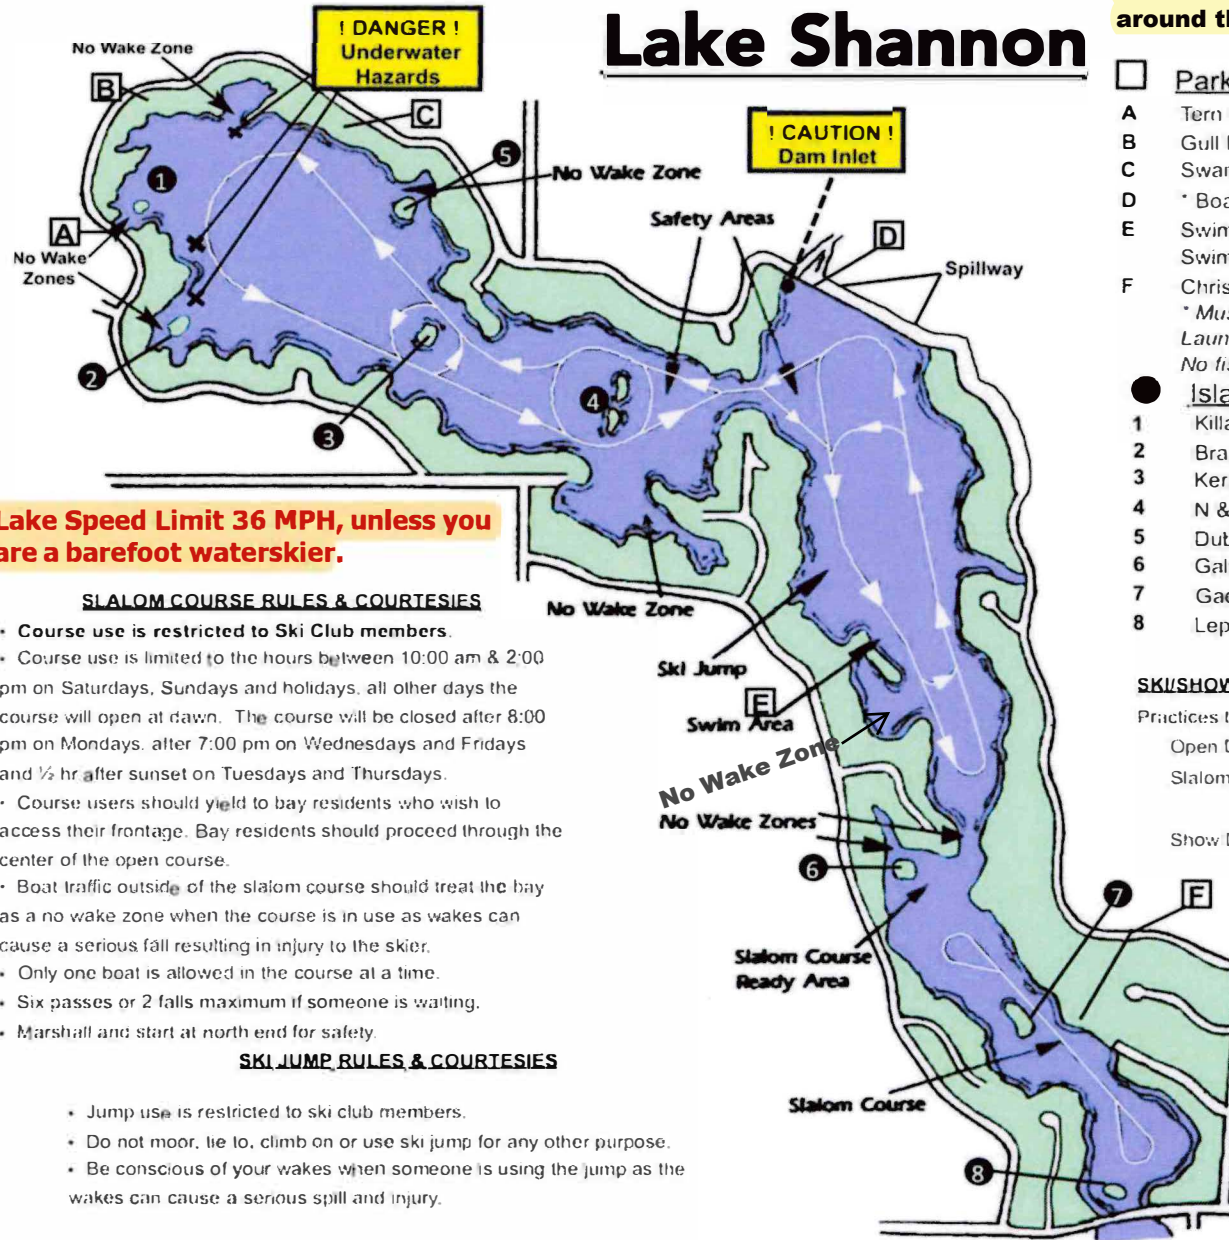 Lake Shannon
! DANGER !
Underwater
Hazards
No Wake Zone
B
C
5
No Wake Zone
! CAUTION !
Dam Inlet
1
A
No Wake
Zones
Safety Areas
D
Spillway
2
3
4
No Wake Zone
Ski Jump
E
Swim Area
No Wake Zone
No Wake Zones
6
7
F
Slalom Course
Ready Area
Slalom Course
8
Lake Speed Limit 36 MPH, unless you
are a barefoot waterskier.
SLALOM COURSE RULES & COURTESIES
• Course use is restricted to Ski Club members.
• Course use is limited to the hours between 10:00 am & 2:00
pm on Saturdays, Sundays and holidays. all other days the
course will open at dawn. The course will be closed after 8:00
pm on Mondays. after 7:00 pm on Wednesdays and Fridays
and ½ hr after sunset on Tuesdays and Thursdays.
• Course users should yield to bay residents who wish to
access their frontage. Bay residents should proceed through the
center of the open course.
• Boat traffic outside of the slalom course should treat the bay
as a no wake zone when the course is in use as wakes can
cause a serious fall resulting in injury to the skier.
• Only one boat is allowed in the course at a time.
• Six passes or 2 falls maximum if someone is waiting.
• Marshall and start at north end for safety.
SKI JUMP RULES & COURTESIES
• Jump use is restricted to ski club members.
• Do not moor, tie to, climb on or use ski jump for any other purpose.
• Be conscious of your wakes when someone is using the jump as the
wakes can cause a serious spill and injury.
around th
Park
A Tern
B Gull
C Swan
D * Boa
E Swim
Swim
F Chris
* Mus
Laun
No fis
Isla
1 Killa
2 Bra
3 Ker
4 N &
5 Dub
6 Gal
7 Gae
8 Lep
SKI/SHOW
Practices t
Open
Slalom
Show